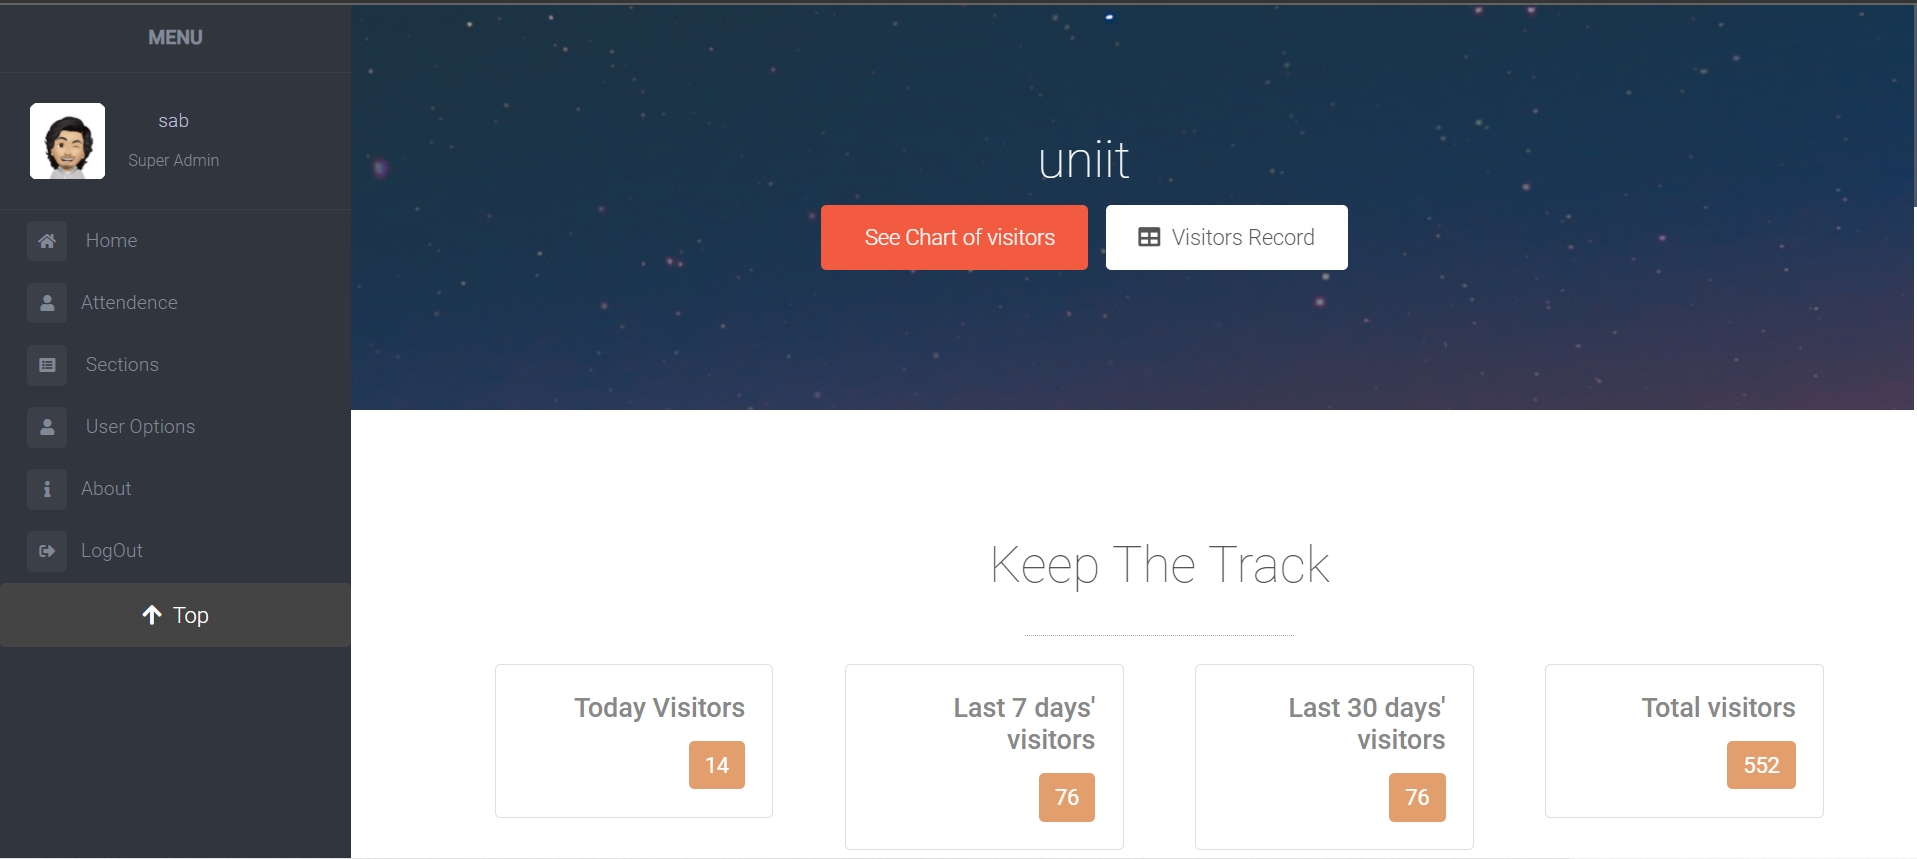 MENU
sab
Super Admin
Home
Attendence
Sections
User Options
About
LogOut
Top
uniit
See Chart of visitors
Visitors Record
Keep The Track
Today Visitors
14
Last 7 days'
visitors
76
Last 30 days'
visitors
76
Total visitors
552